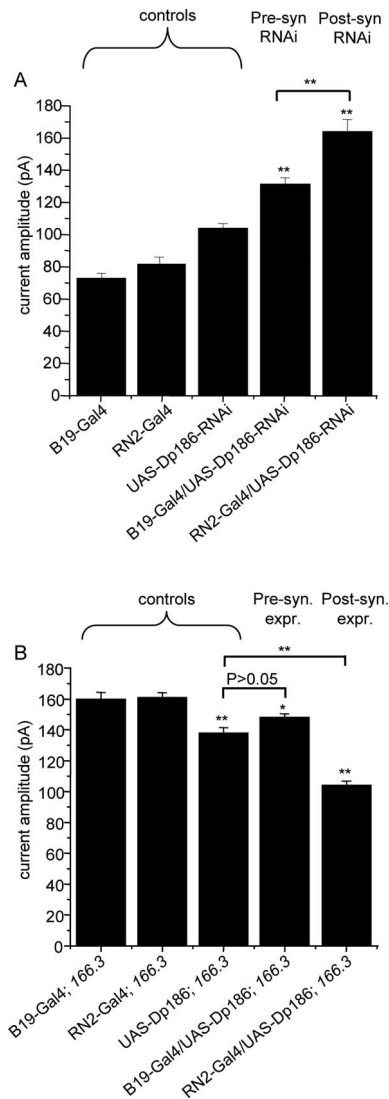 controls
Pre-syn RNAi
Post-syn RNAi
A
**
** **
current amplitude (pA)
180
160
140
120
100
80
60
40
20
0
B19-Gal4
RN2-Gal4
UAS-Dp186-RNAi
B19-Gal4/UAS-Dp186-RNAi
RN2-Gal4/UAS-Dp186-RNAi
controls
Pre-syn. expr.
Post-syn. expr.
B
**
P>0.05
** * **
current amplitude (pA)
180
160
140
120
100
80
60
40
20
0
B19-Gal4; 166.3
RN2-Gal4; 166.3
UAS-Dp186; 166.3
B19-Gal4/UAS-Dp186; 166.3
RN2-Gal4/UAS-Dp186; 166.3